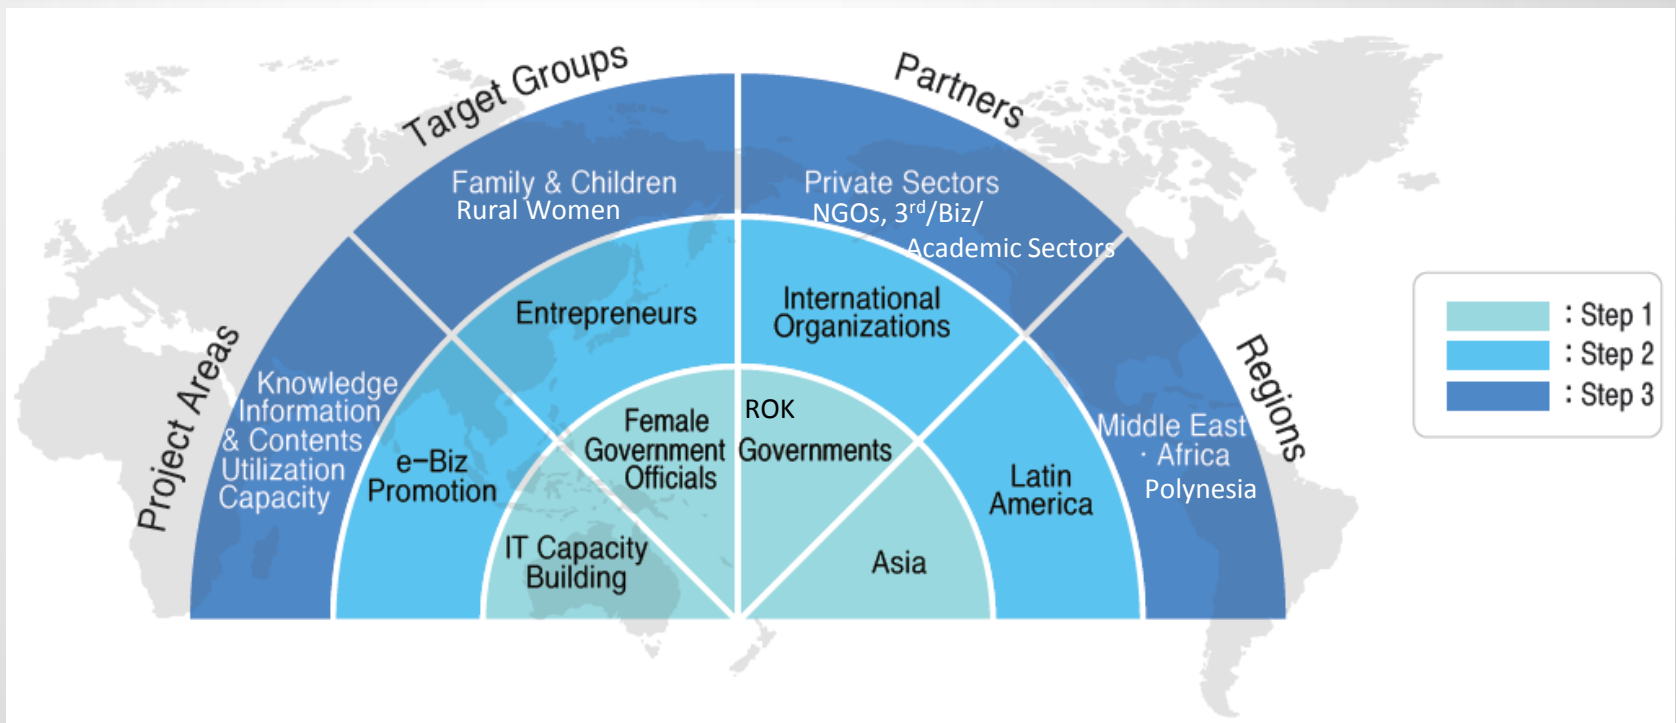 Target Groups
Partners
Project Areas
Regions
Family & Children
Rural Women
Private Sectors
NGOs, 3rd/Biz/
Academic Sectors
Entrepreneurs
International
Organizations
Knowledge
Information
& Contents
Utilization
Capacity
e-Biz
Promotion
Female
Government
Officials
ROK
Governments
Latin
America
Middle East
· Africa
Polynesia
IT Capacity
Building
Asia
: Step 1
: Step 2
: Step 3